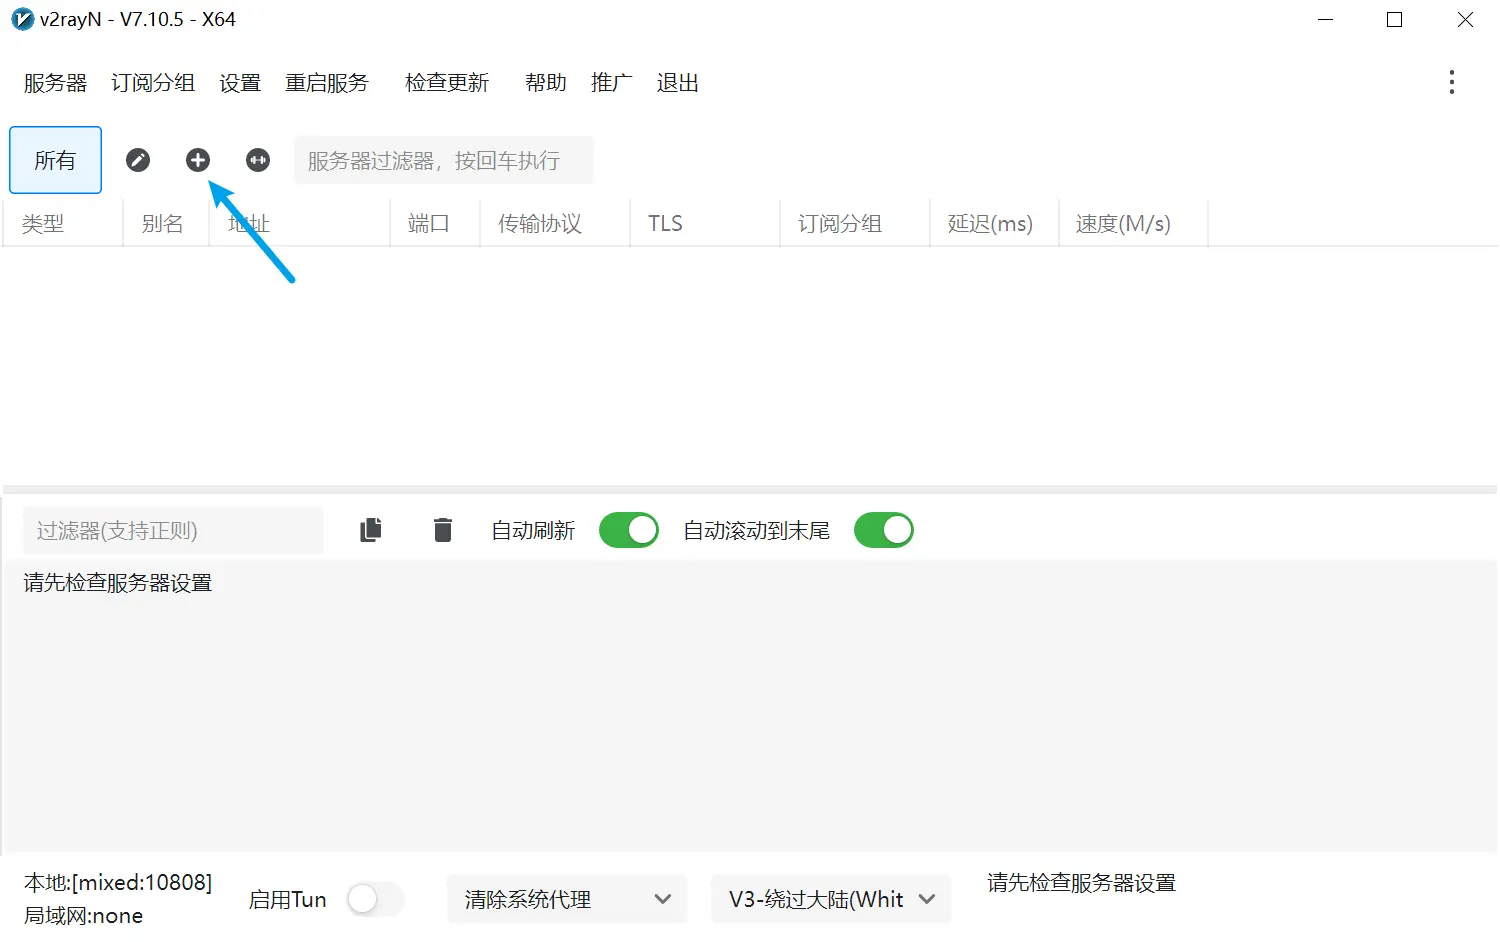 v2rayN - V7.10.5 - X64
服务器 订阅分组 设置 重启服务 检查更新 帮助 推广 退出
所有 服务器过滤器，按回车执行
类型 别名 地址 端口 传输协议 TLS 订阅分组 延迟(ms) 速度(M/s)
过滤器(支持正则) 自动刷新 自动滚动到末尾
请先检查服务器设置
本地:[mixed:10808]
局域网:none
启用Tun 清除系统代理 V3-绕过大陆(Whit 请先检查服务器设置